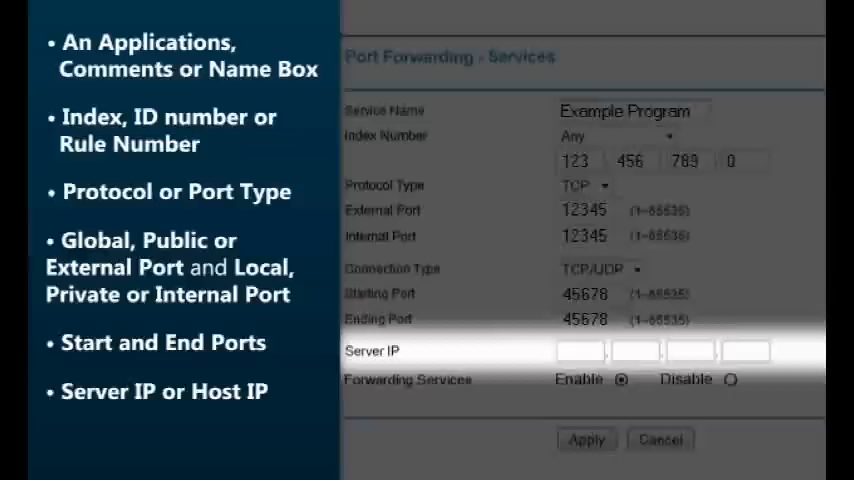 • An Applications,
Comments or Name Box
• Index, ID number or
Rule Number
• Protocol or Port Type
• Global, Public or
External Port and Local,
Private or Internal Port
• Start and End Ports
• Server IP or Host IP
Port Forwarding - Services
Service Name Example Program
Index Number Any
123 456 789 0
Protocol Type TCP
External Port 12345 (1~65535)
Internal Port 12345 (1~65535)
Connection Type TCP/UDP
Starting Port 45678 (1~65535)
Ending Port 45678 (1~65535)
Server IP . . .
Forwarding Services Enable Disable
Apply Cancel